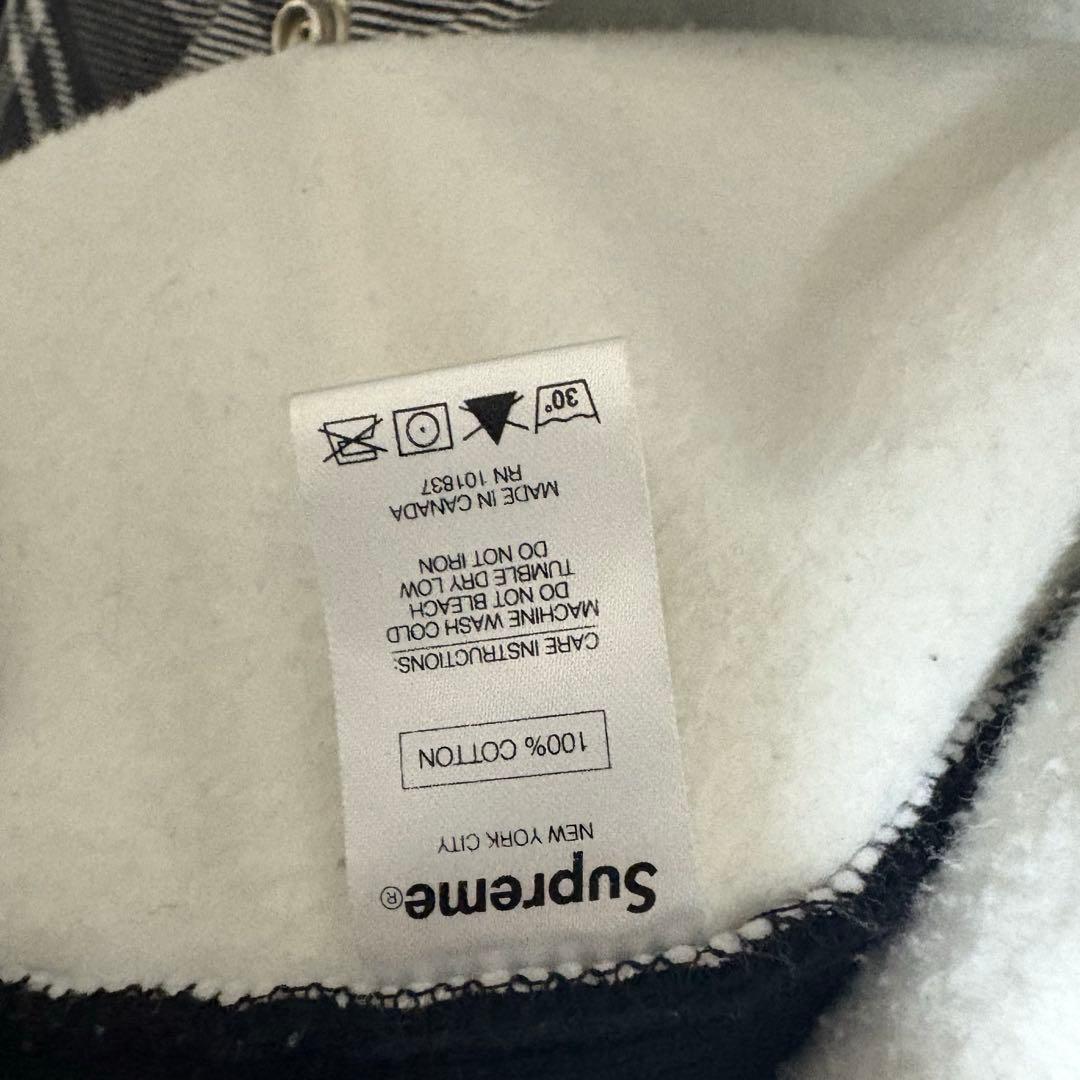 Supreme®
NEW YORK CITY
100% COTTON
CARE INSTRUCTIONS:
MACHINE WASH COLD
DO NOT BLEACH
TUMBLE DRY LOW
DO NOT IRON
MADE IN CANADA
RN 101837
30°